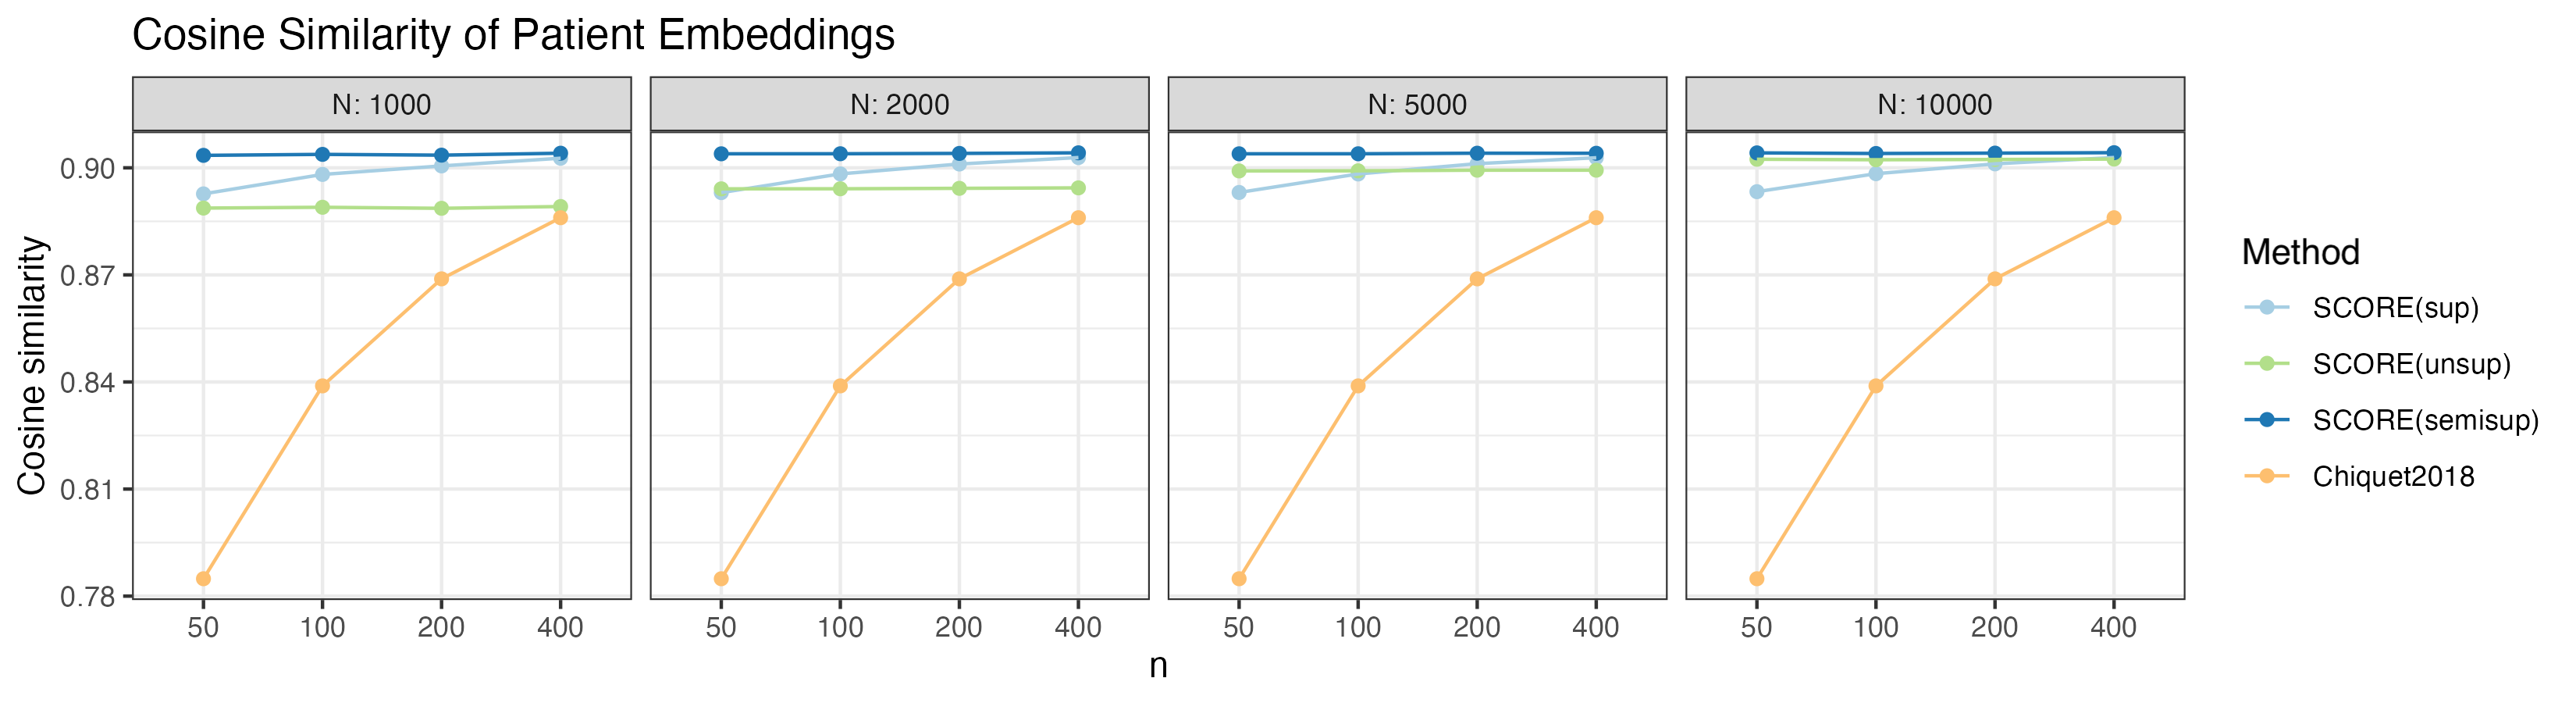 Cosine Similarity of Patient Embeddings
N: 1000
N: 2000
N: 5000
N: 10000
Cosine similarity
0.90
0.87
0.84
0.81
0.78
50 100 200 400
50 100 200 400
50 100 200 400
50 100 200 400
n
Method
SCORE(sup)
SCORE(unsup)
SCORE(semisup)
Chiquet2018